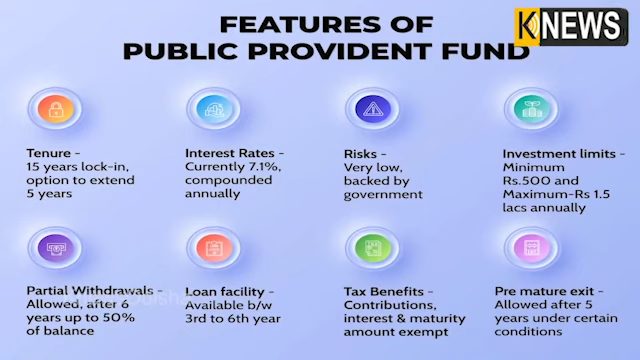 FEATURES OF
PUBLIC PROVIDENT FUND
KNEWS
Tenure -
15 years lock-in,
option to extend
5 years
Interest Rates -
Currently 7.1%,
compounded
annually
Risks -
Very low,
backed by
government
Investment limits -
Minimum
Rs.500 and
Maximum-Rs 1.5
lacs annually
Partial Withdrawals -
Allowed, after 6
years up to 50%
of balance
Loan facility -
Available b/w
3rd to 6th year
Tax Benefits -
Contributions,
interest & maturity
amount exempt
Pre mature exit -
Allowed after 5
years under certain
conditions